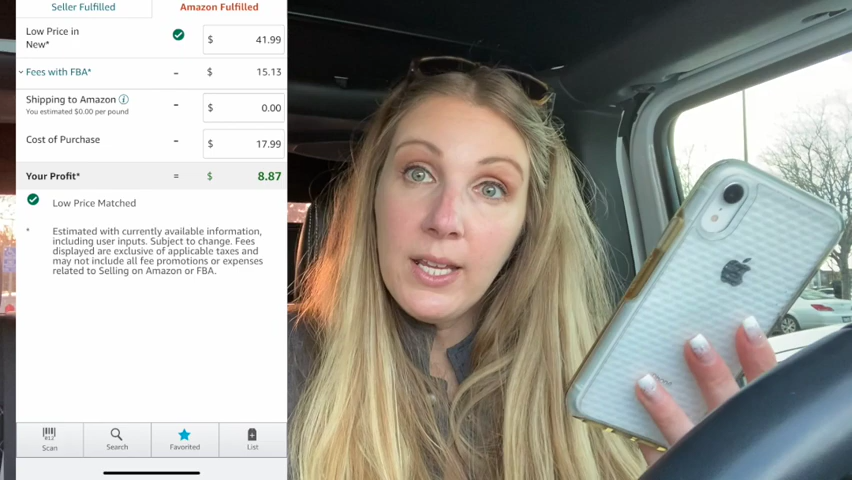 Seller Fulfilled
Amazon Fulfilled
Low Price in
New*
$ 41.99
Fees with FBA* - $ 15.13
Shipping to Amazon
You estimated $0.00 per pound
- $ 0.00
Cost of Purchase - $ 17.99
Your Profit* = $ 8.87
Low Price Matched
* Estimated with currently available information,
including user inputs. Subject to change. Fees
displayed are exclusive of applicable taxes and
may not include all fee promotions or expenses
related to Selling on Amazon or FBA.
Scan
Search
Favorited
List